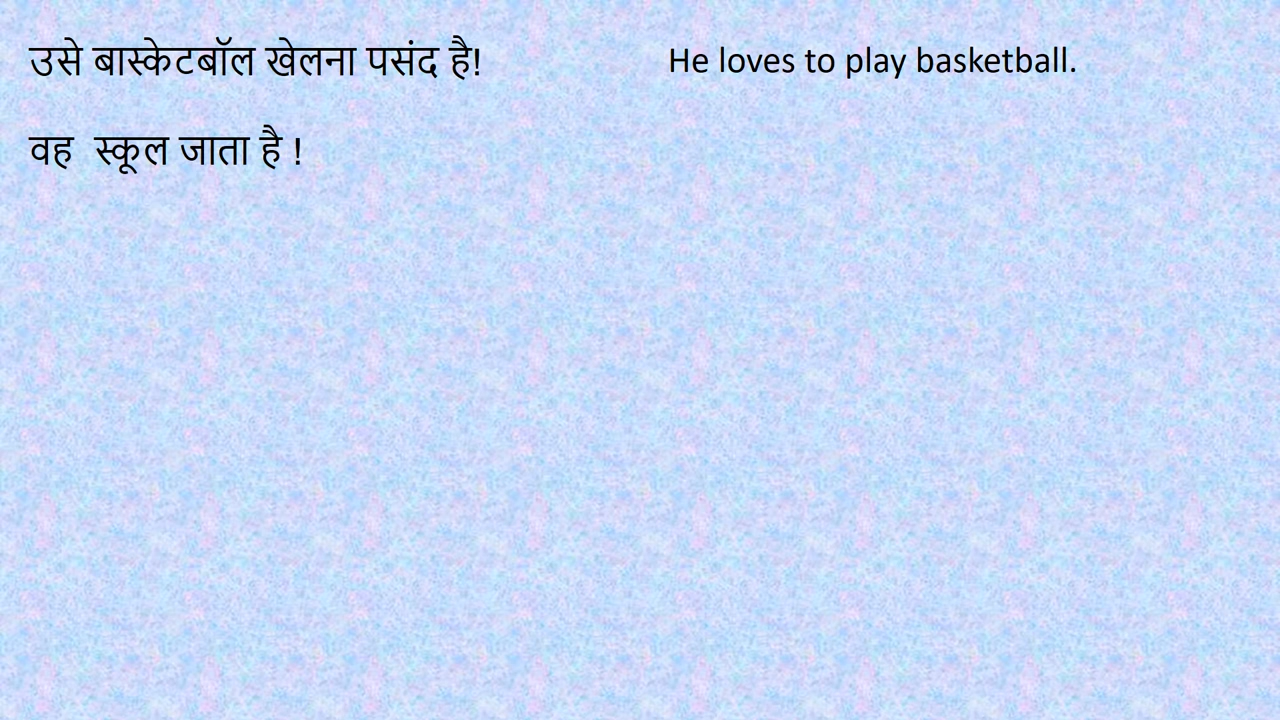 उसे बास्केटबॉल खेलना पसंद है! He loves to play basketball.
वह स्कूल जाता है !